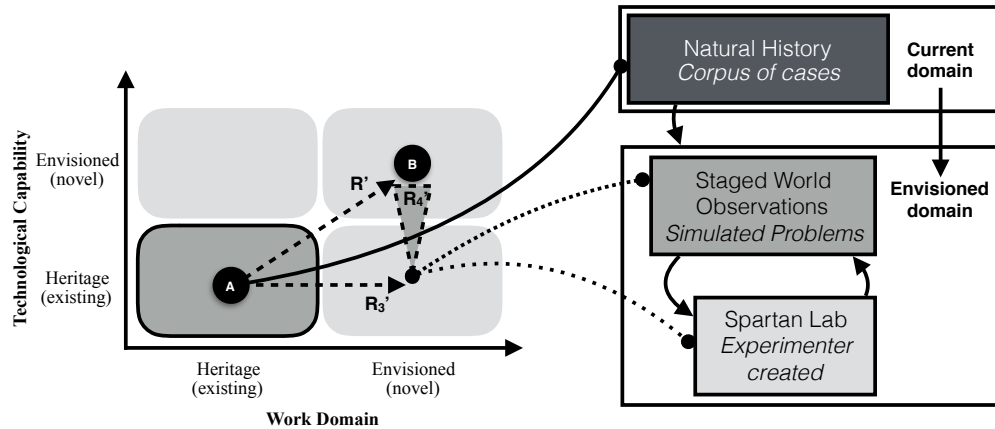 Technological Capability
Envisioned
(novel)
Heritage
(existing)
A
B
R'
R₄'
R₃'
Heritage
(existing)
Envisioned
(novel)
Work Domain
Natural History
Corpus of cases
Current
domain
Envisioned
domain
Staged World
Observations
Simulated Problems
Spartan Lab
Experimenter
created